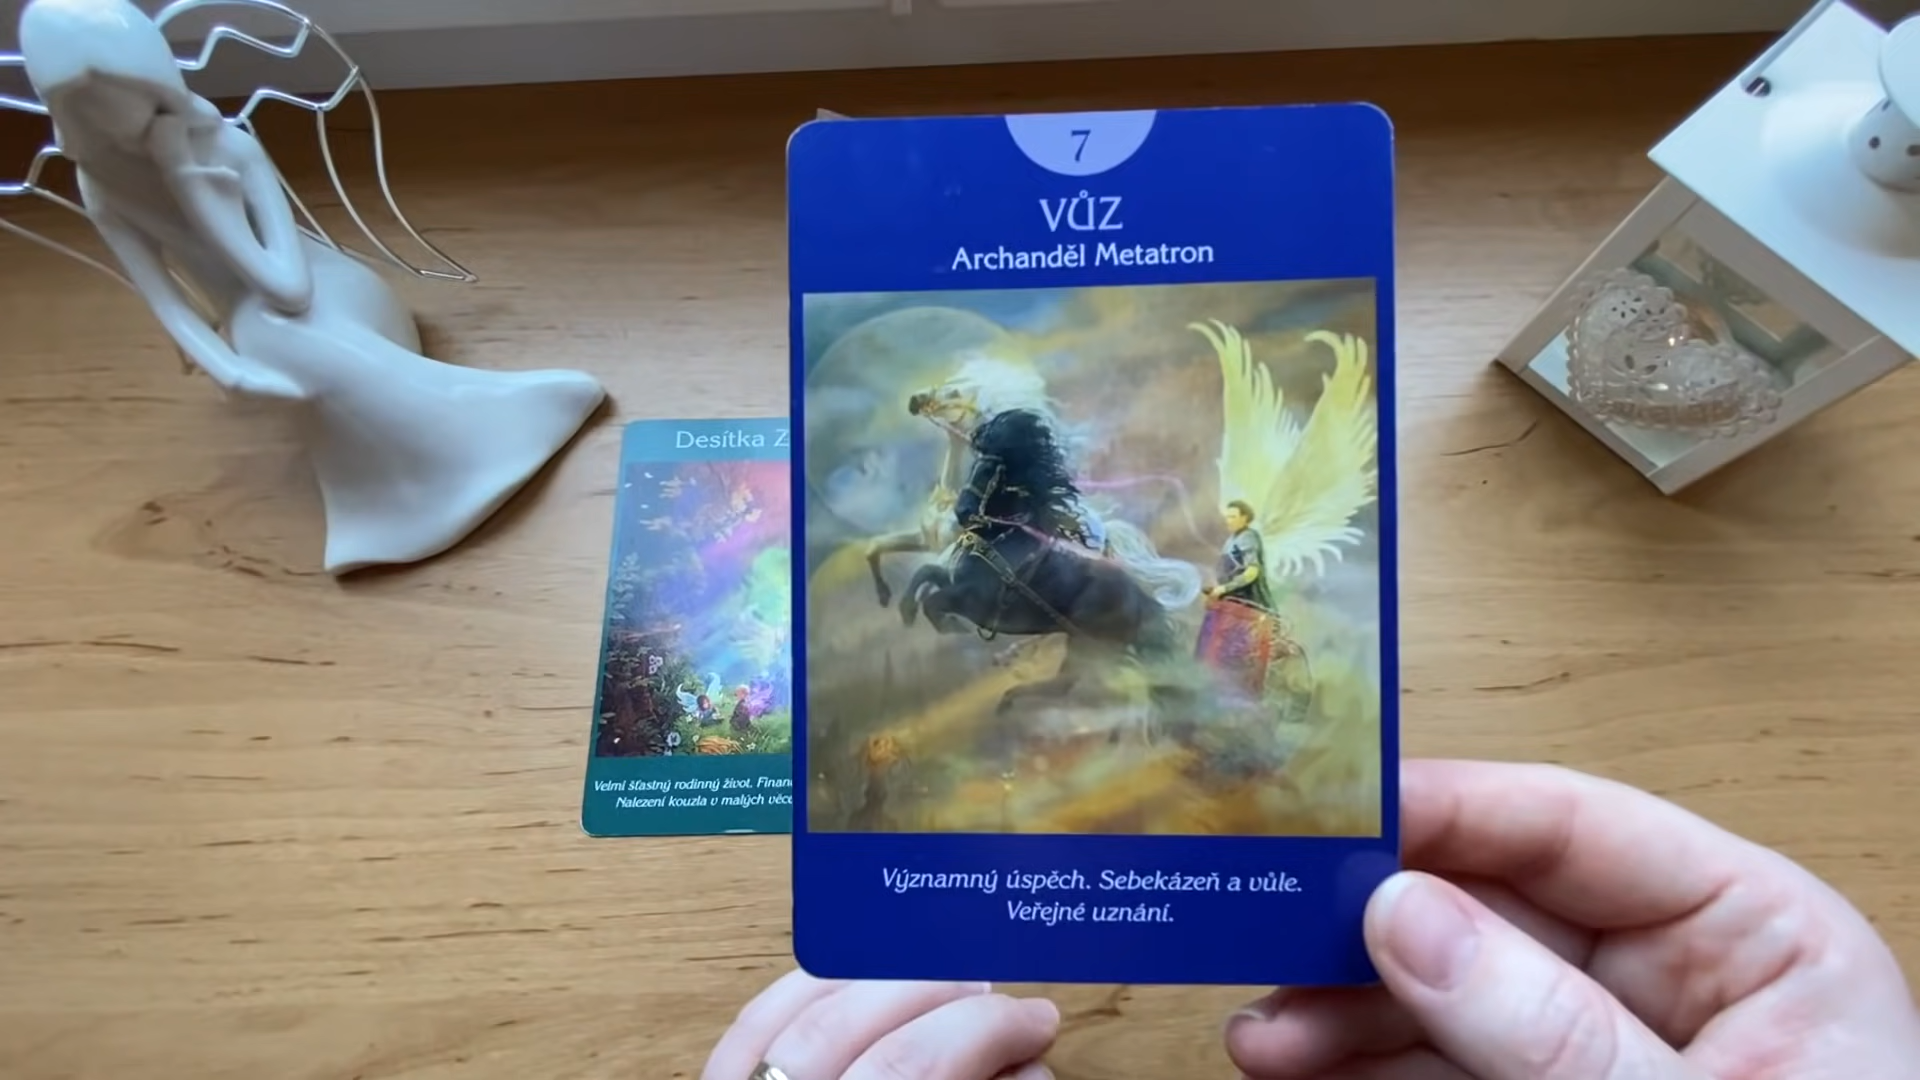 7
VŮZ
Archanděl Metatron
Významný úspěch. Sebekázeň a vůle.
Veřejné uznání.
Desítka Z
Velmi šťastný rodinný život. Finan
Nalezení kouzla v malých věc